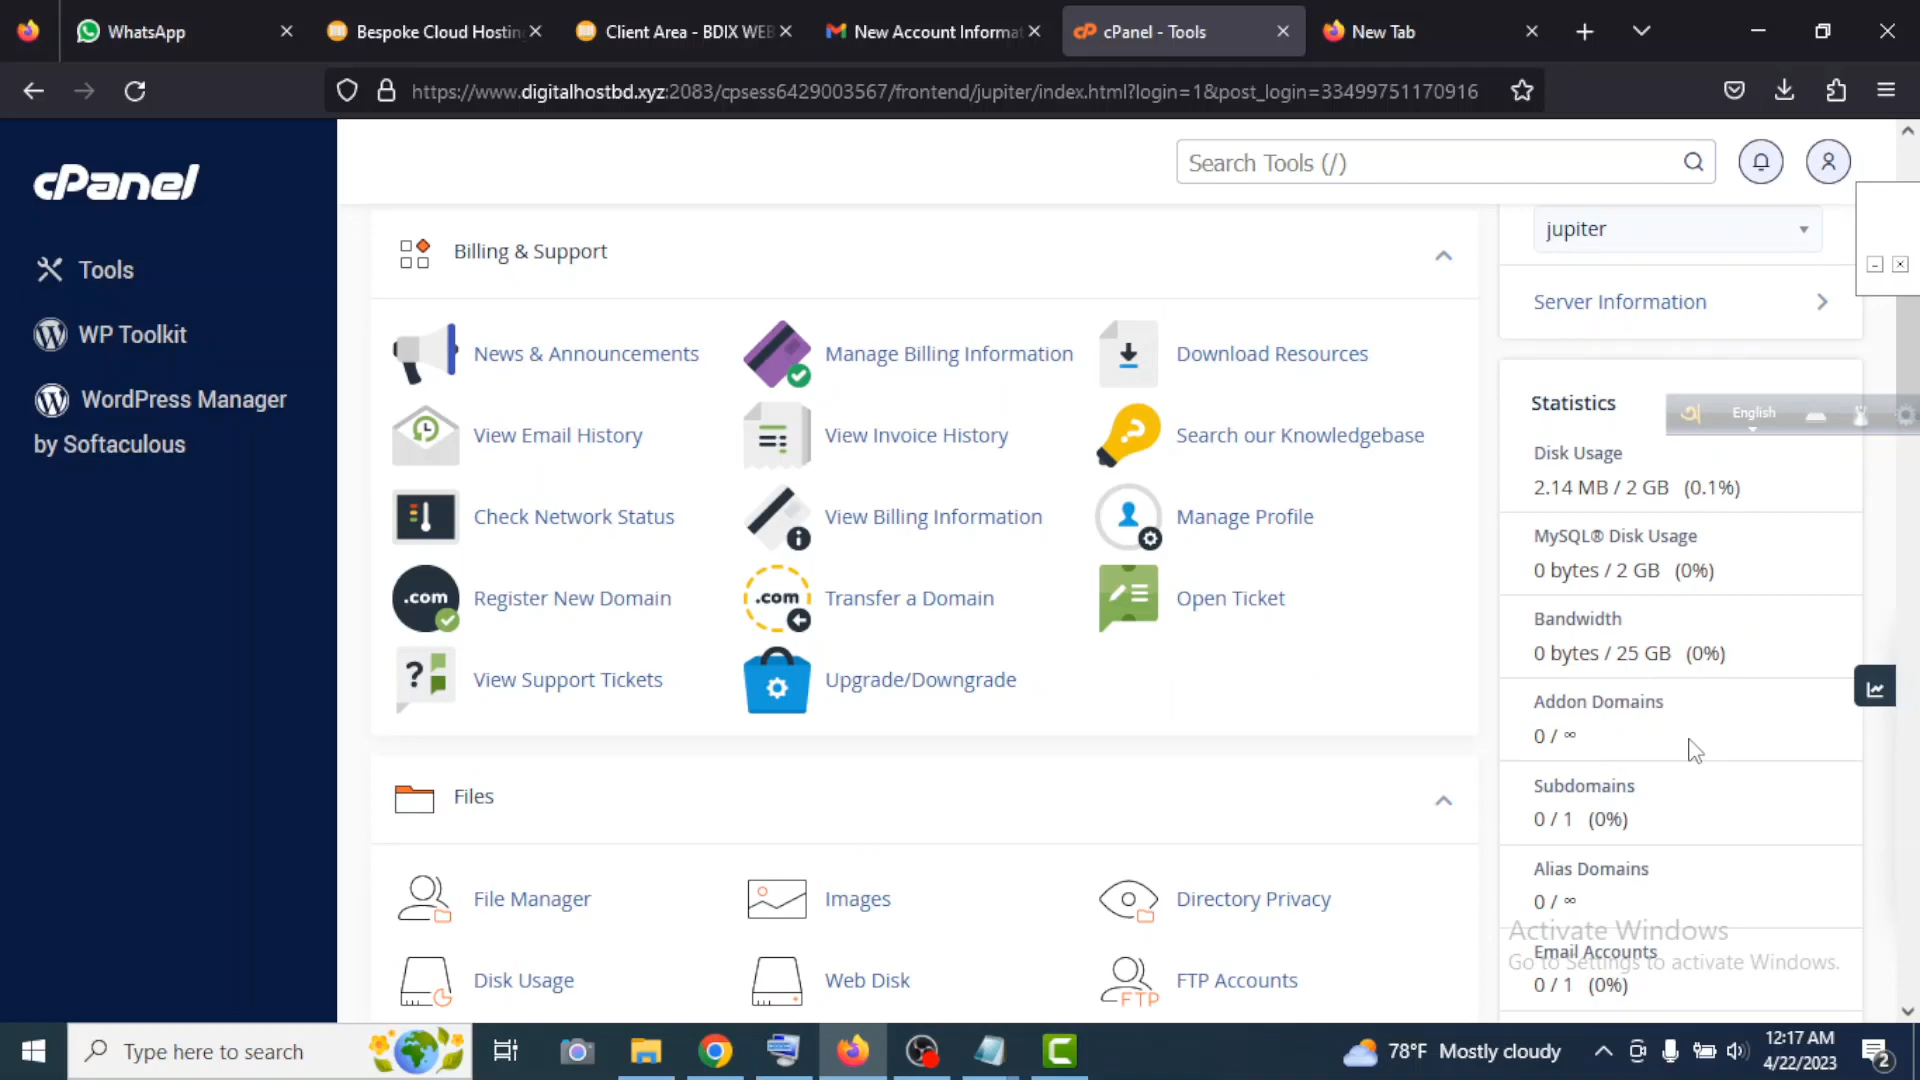 WhatsApp
Bespoke Cloud Hostin
Client Area - BDIX WEB
New Account Informat
cPanel - Tools
New Tab
https://www.digitalhostbd.xyz:2083/cpsess6429003567/frontend/jupiter/index.html?login=1&post_login=33499751170916
cPanel
Search Tools (/)
Tools
WP Toolkit
WordPress Manager
by Softaculous
Billing & Support
News & Announcements
Manage Billing Information
Download Resources
View Email History
View Invoice History
Search our Knowledgebase
Check Network Status
View Billing Information
Manage Profile
.com
Register New Domain
.com
Transfer a Domain
Open Ticket
View Support Tickets
Upgrade/Downgrade
Files
File Manager
Images
Directory Privacy
Disk Usage
Web Disk
FTP
FTP Accounts
jupiter
Server Information
Statistics
English
Disk Usage
2.14 MB / 2 GB (0.1%)
MySQL® Disk Usage
0 bytes / 2 GB (0%)
Bandwidth
0 bytes / 25 GB (0%)
Addon Domains
0 / ∞
Subdomains
0 / 1 (0%)
Alias Domains
0 / ∞
Activate Windows
Email Accounts
Go to Settings to activate Windows.
0 / 1 (0%)
Type here to search
78°F Mostly cloudy
12:17 AM
4/22/2023
2